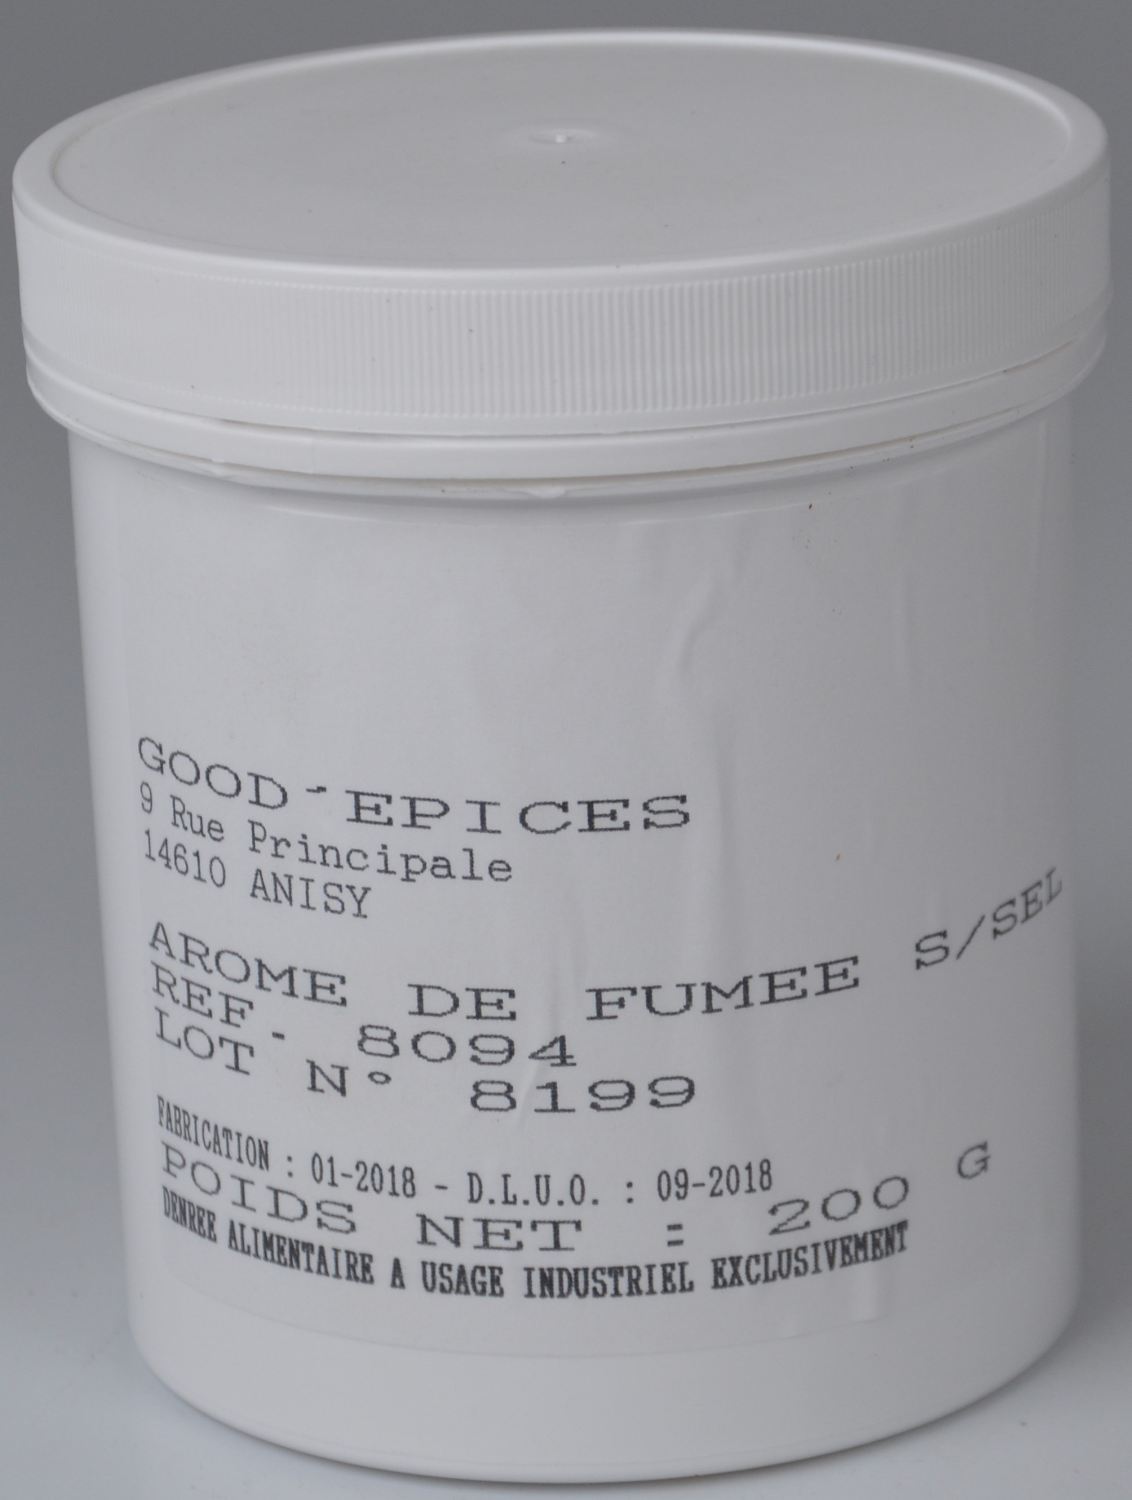 GOOD'EPICES
9 Rue Principale
14610 ANISY
AROME DE FUMEE S/SEL
REF- 8094
LOT N° 8199
FABRICATION : 01-2018 - D.L.U.O. : 09-2018
POIDS NET : 200 G
DENREE ALIMENTAIRE A USAGE INDUSTRIEL EXCLUSIVEMENT